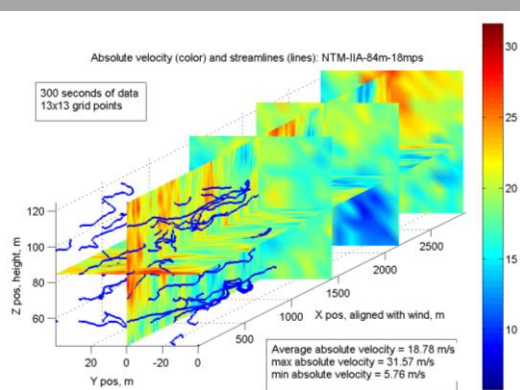 Absolute velocity (color) and streamlines (lines): NTM-IIA-84m-18mps
300 seconds of data
13x13 grid points
30
25
20
15
10
120
100
80
60
Z pos, height, m
20
0
-20
0
Y pos, m
500
1000
1500
2000
2500
X pos, aligned with wind, m
Average absolute velocity = 18.78 m/s
max absolute velocity = 31.57 m/s
min absolute velocity = 5.76 m/s